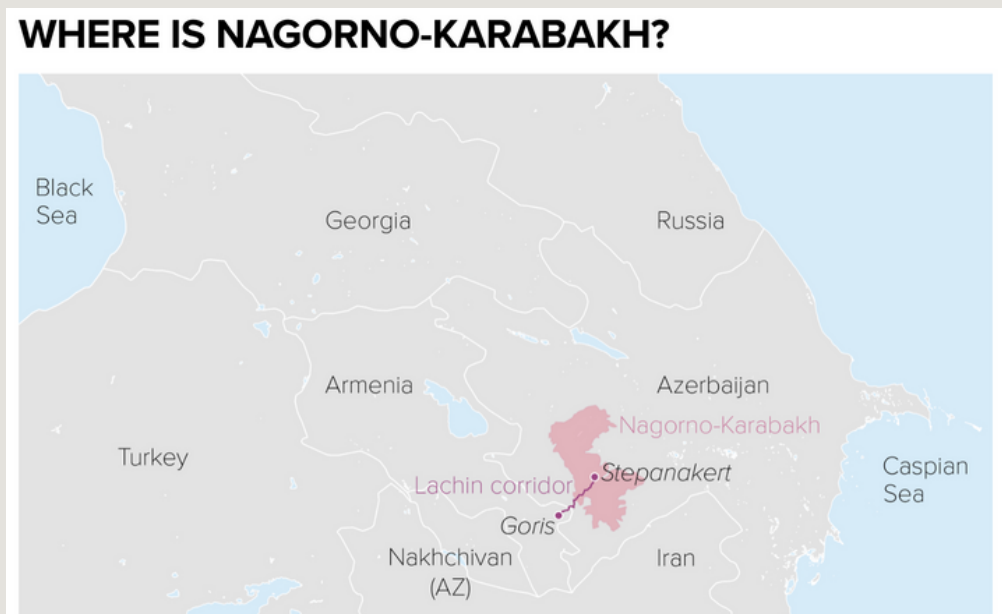 WHERE IS NAGORNO-KARABAKH?
Black
Sea
Georgia
Russia
Armenia
Azerbaijan
Nagorno-Karabakh
Turkey
Caspian
Sea
Stepanakert
Lachin corridor
Goris
Nakhchivan
(AZ)
Iran